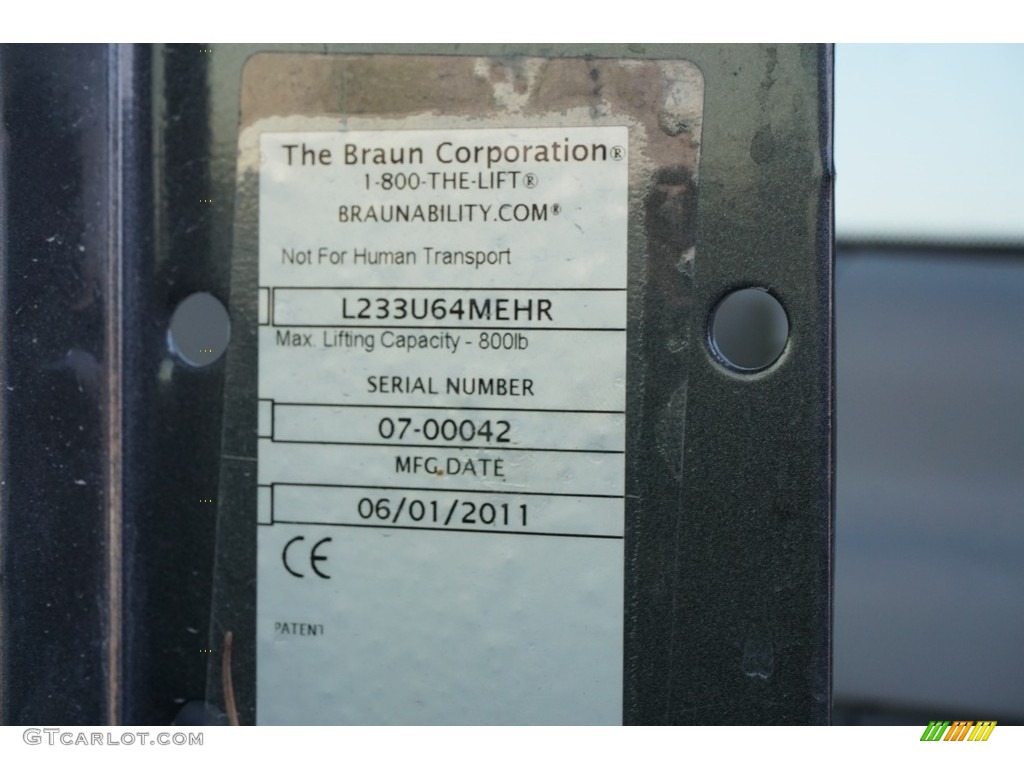 The Braun Corporation®
1-800-THE-LIFT®
BRAUNABILITY.COM®
Not For Human Transport
L233U64MEHR
Max. Lifting Capacity - 800lb
SERIAL NUMBER
07-00042
MFG.DATE
06/01/2011
CE
PATENT
GTCARLOT.COM